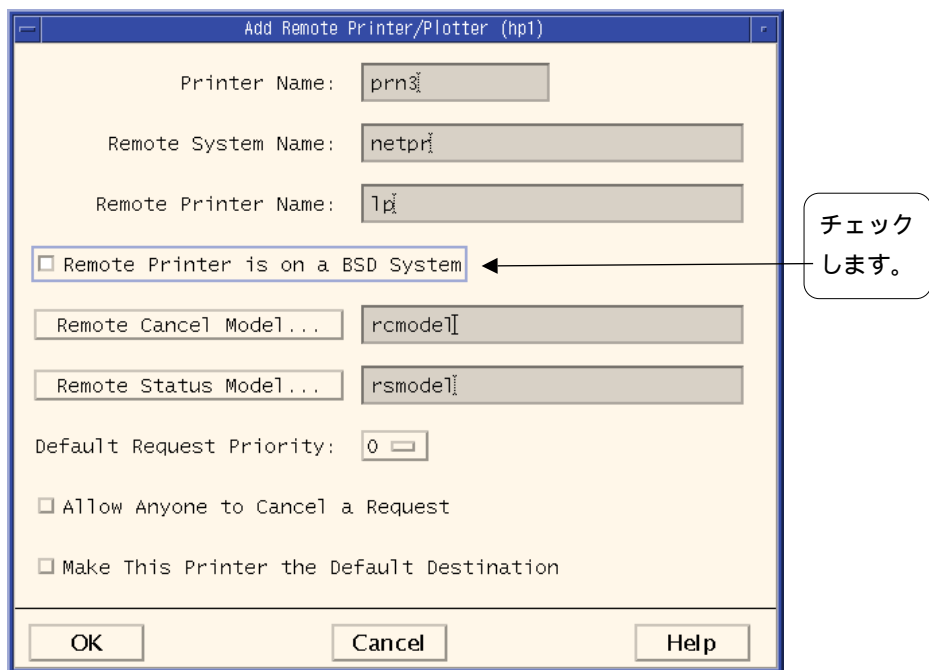 Add Remote Printer/Plotter (hp1)
Printer Name: prn3
Remote System Name: netpr
Remote Printer Name: lp
Remote Printer is on a BSD System
チェック
します。
Remote Cancel Model... rcmodel
Remote Status Model... rsmodel
Default Request Priority: 0
Allow Anyone to Cancel a Request
Make This Printer the Default Destination
OK Cancel Help